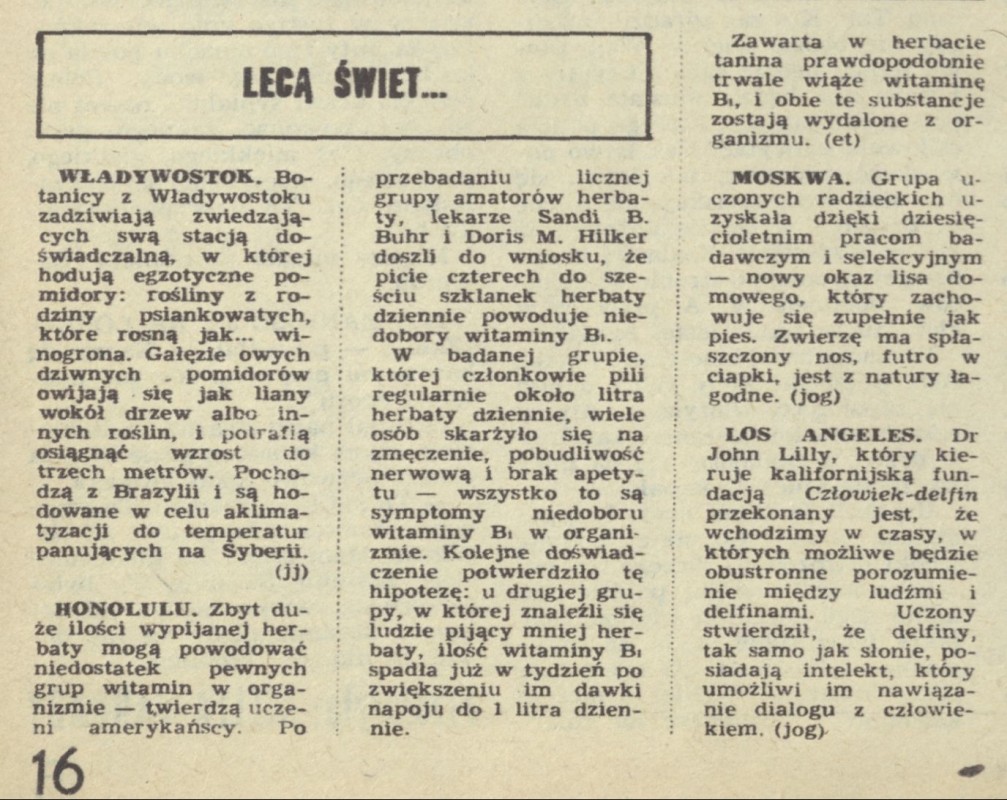 LECĄ ŚWIET...
WŁADYWOSTOK. Bo-
tanicy z Władywostoku
zadziwiają zwiedzają-
cych swą stacją do-
świadczalną, w której
hodują egzotyczne po-
midory: rośliny z ro-
dziny psiankowatych,
które rosną jak... wi-
nogrona. Gałęzie owych
dziwnych pomidorów
owijają się jak liany
wokół drzew albo in-
nych roślin, i potrafią
osiągnąć wzrost do
trzech metrów. Pocho-
dzą z Brazylii i są ho-
dowane w celu aklima-
tyzacji do temperatur
panujących na Syberii.
(jj)
HONOLULU. Zbyt du-
że ilości wypijanej her-
baty mogą powodować
niedostatek pewnych
grup witamin w orga-
nizmie — twierdzą ucze-
ni amerykańscy. Po
przebadaniu licznej
grupy amatorów herba-
ty, lekarze Sandi B.
Buhr i Doris M. Hilker
doszli do wniosku, że
picie czterech do sze-
ściu szklanek herbaty
dziennie powoduje nie-
dobory witaminy B₁.
W badanej grupie,
której członkowie pili
regularnie około litra
herbaty dziennie, wiele
osób skarżyło się na
zmęczenie, pobudliwość
nerwową i brak apety-
tu — wszystko to są
symptomy niedoboru
witaminy B₁ w organi-
zmie. Kolejne doświad-
czenie potwierdziło tę
hipotezę: u drugiej gru-
py, w której znaleźli się
ludzie pijący mniej her-
baty, ilość witaminy B₁
spadła już w tydzień po
zwiększeniu im dawki
napoju do 1 litra dzien-
nie.
Zawarta w herbacie
tanina prawdopodobnie
trwale wiąże witaminę
B₁, i obie te substancje
zostają wydalone z or-
ganizmu. (et)
MOSKWA. Grupa u-
czonych radzieckich u-
zyskała dzięki dziesię-
cioletnim pracom ba-
dawczym i selekcyjnym
— nowy okaz lisa do-
mowego, który zacho-
wuje się zupełnie jak
pies. Zwierzę ma spła-
szczony nos, futro w
ciapki, jest z natury ła-
godne. (jog)
LOS ANGELES. Dr
John Lilly, który kie-
ruje kalifornijską fun-
dacją Człowiek-delfin
przekonany jest, że
wchodzimy w czasy, w
których możliwe będzie
obustronne porozumie-
nie między ludźmi i
delfinami. Uczony
stwierdził, że delfiny,
tak samo jak słonie, po-
siadają intelekt, który
umożliwi im nawiąza-
nie dialogu z człowie-
kiem. (jog)
16